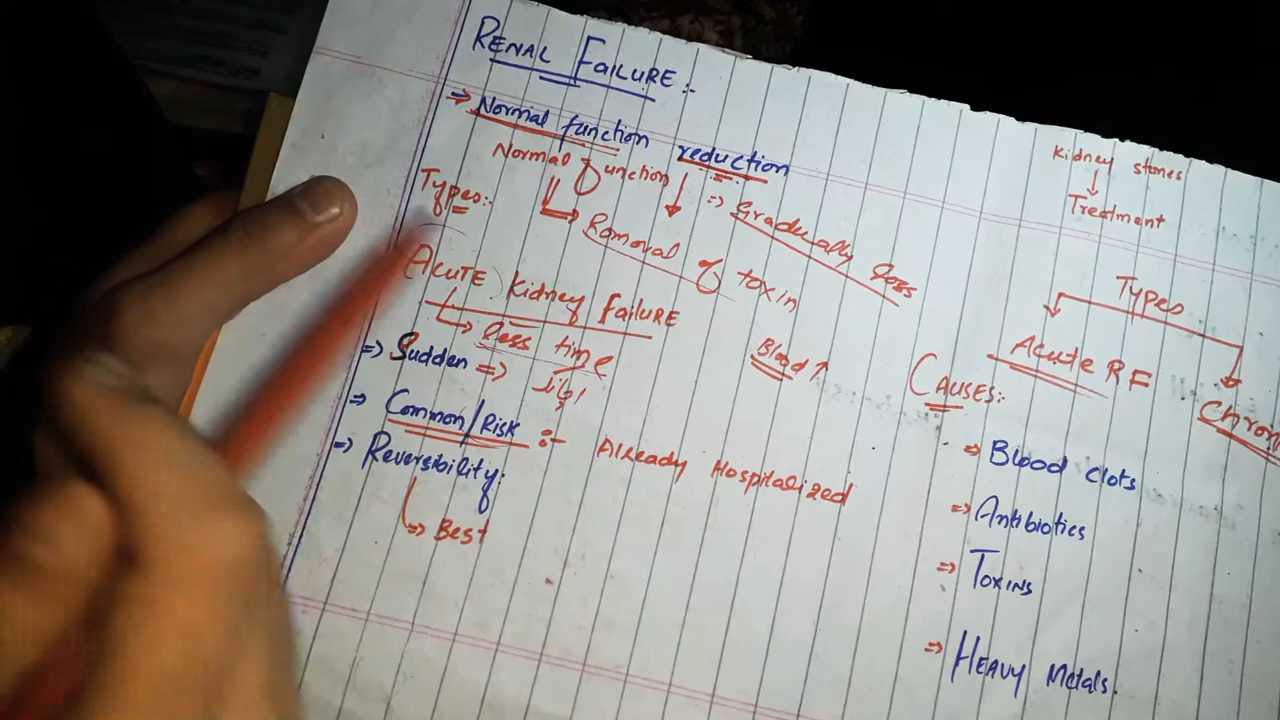 RENAL FAILURE:-
⇒ Normal function reduction
Normal function
⇒ Gradually loss
Removal of toxin
Types:-
(ACUTE) Kidney FAILURE
Less time
⇒ Sudden ⇒
Blood ↑
⇒ Common/Risk :- Already Hospitalized
⇒ Reversibility:
⇒ Best
Kidney stones
↓
Treatment
Types
Acute RF
Chron
CAUSES:
⇒ Blood clots
⇒ Antibiotics
⇒ Toxins
⇒ HEAVY Metals.